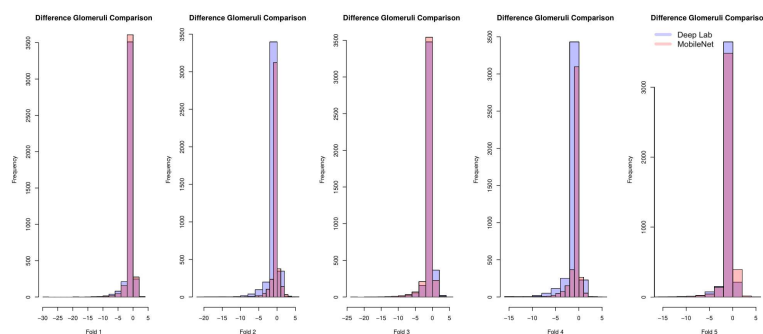 Difference Glomeruli Comparison
Frequency
0 500 1000 1500 2000 2500 3000 3500
−30 −25 −20 −15 −10 −5 0 5
Fold 1
Difference Glomeruli Comparison
Frequency
0 500 1000 1500 2000 2500 3000 3500
−20 −15 −10 −5 0 5
Fold 2
Difference Glomeruli Comparison
Frequency
0 500 1000 1500 2000 2500 3000 3500
−25 −20 −15 −10 −5 0 5
Fold 3
Difference Glomeruli Comparison
Frequency
0 500 1000 1500 2000 2500 3000 3500
−15 −10 −5 0 5
Fold 4
Difference Glomeruli Compariso
Deep Lab
MobileNet
Frequency
0 1000 2000 3000
−15 −10 −5 0 5
Fold 5